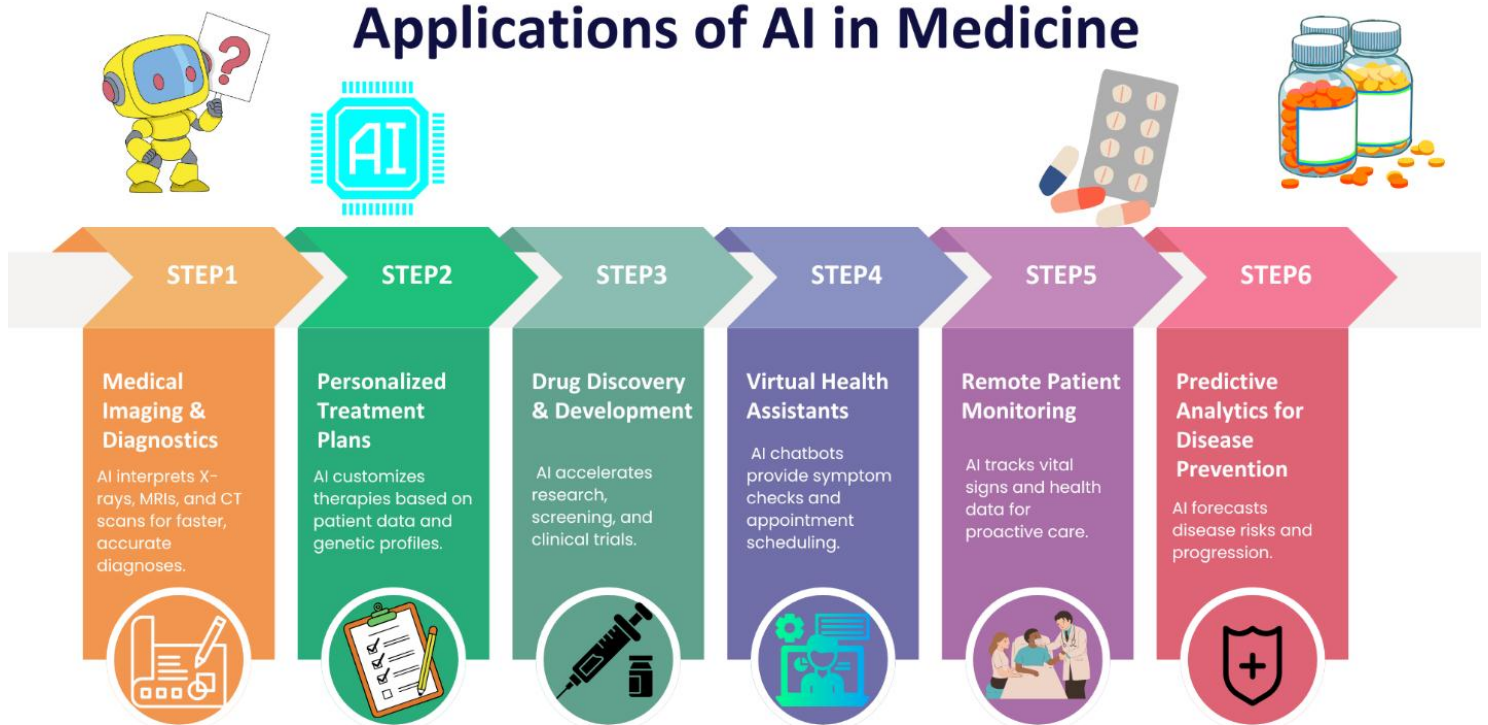 Applications of AI in Medicine
?
AI
STEP1
STEP2
STEP3
STEP4
STEP5
STEP6
Medical
Imaging &
Diagnostics
AI interprets X-
rays, MRIs, and CT
scans for faster,
accurate
diagnoses.
Personalized
Treatment
Plans
AI customizes
therapies based on
patient data and
genetic profiles.
Drug Discovery
& Development
AI accelerates
research,
screening, and
clinical trials.
Virtual Health
Assistants
AI chatbots
provide symptom
checks and
appointment
scheduling.
Remote Patient
Monitoring
AI tracks vital
signs and health
data for
proactive care.
Predictive
Analytics for
Disease
Prevention
AI forecasts
disease risks and
progression.